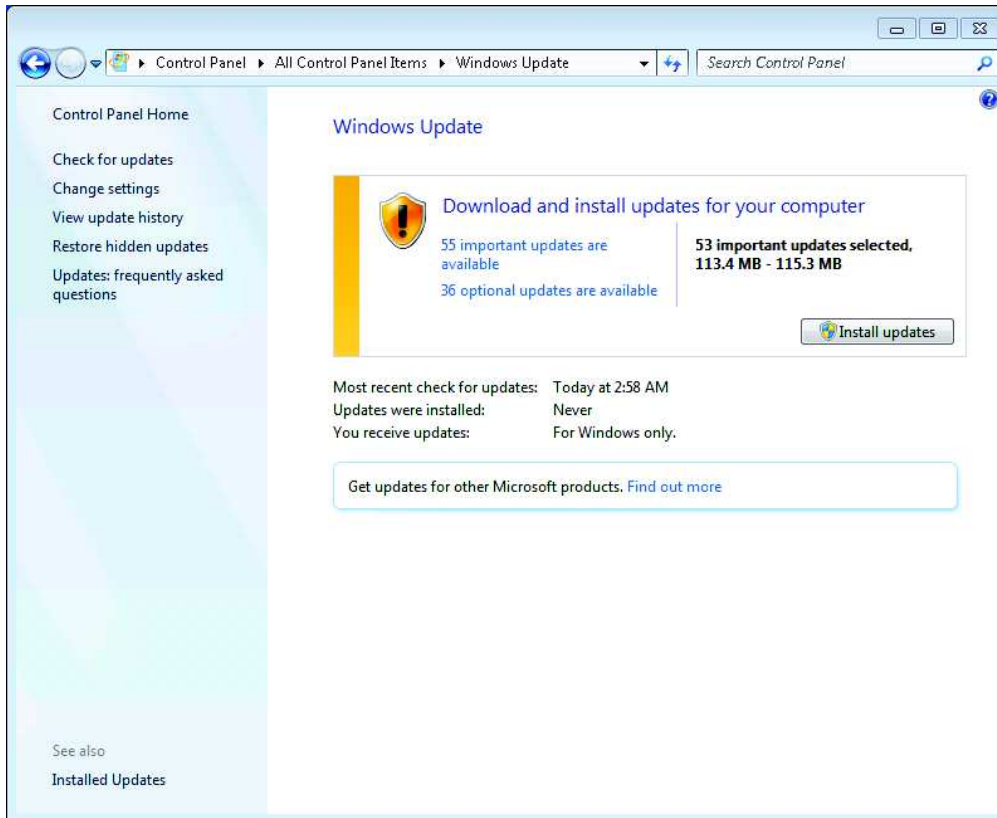 Control Panel ▸ All Control Panel Items ▸ Windows Update
Search Control Panel
Control Panel Home
Check for updates
Change settings
View update history
Restore hidden updates
Updates: frequently asked
questions
See also
Installed Updates
Windows Update
Download and install updates for your computer
55 important updates are
available
36 optional updates are available
53 important updates selected,
113.4 MB - 115.3 MB
Install updates
Most recent check for updates: Today at 2:58 AM
Updates were installed: Never
You receive updates: For Windows only.
Get updates for other Microsoft products. Find out more